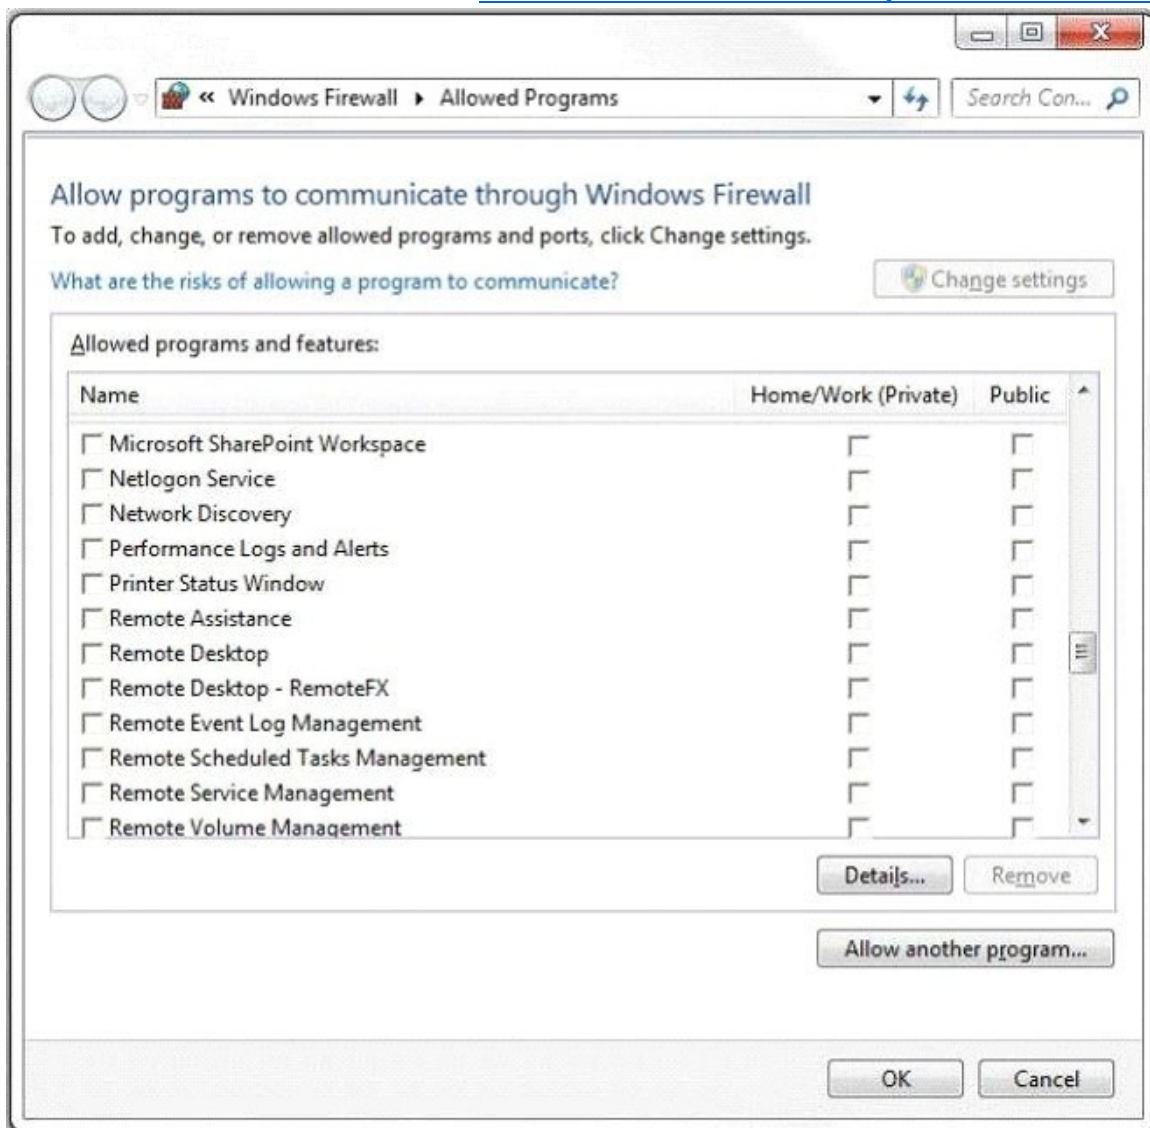 « Windows Firewall ▸ Allowed Programs Search Con...
Allow programs to communicate through Windows Firewall
To add, change, or remove allowed programs and ports, click Change settings.
What are the risks of allowing a program to communicate? Change settings
Allowed programs and features:
Name Home/Work (Private) Public
Microsoft SharePoint Workspace
Netlogon Service
Network Discovery
Performance Logs and Alerts
Printer Status Window
Remote Assistance
Remote Desktop
Remote Desktop - RemoteFX
Remote Event Log Management
Remote Scheduled Tasks Management
Remote Service Management
Remote Volume Management
Details... Remove
Allow another program...
OK Cancel